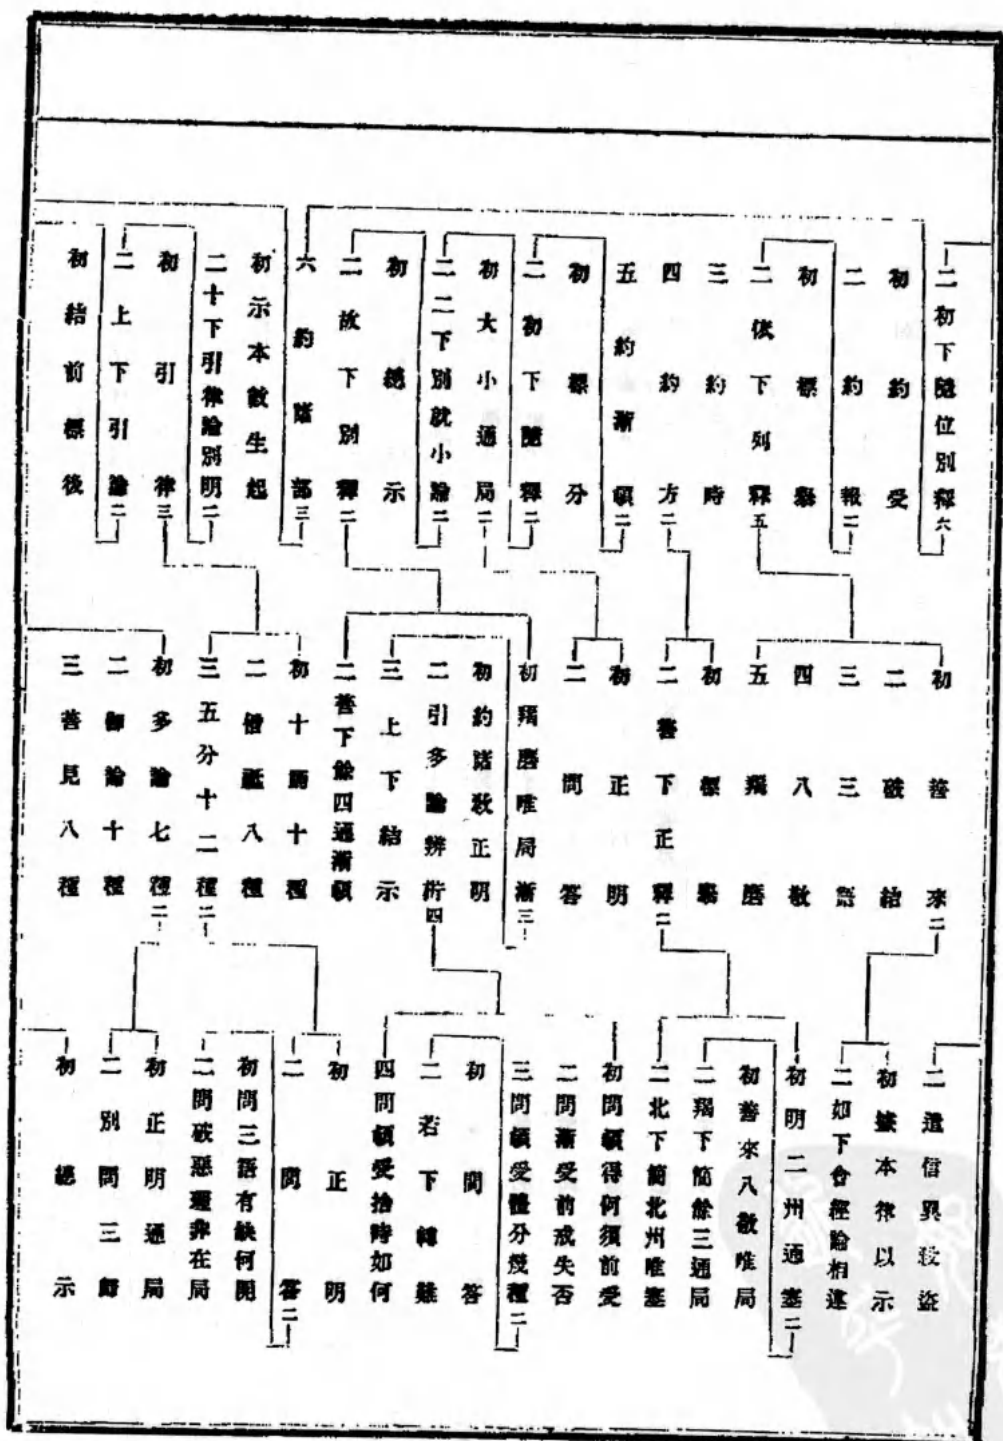 二初下隨位別釋六
初約受
二約報二
初標舉
二依下列釋五
三約時
四約方二
五約漸頓二
初標分
二初下隨釋二
初大小通局二
二二下別就小論二
初總示
二故下別釋二
六約諸部三
初示本數生起
二十下引律論別明二
初引律三
二上下引論二
初結前標後
初善來二
二破結
三三語
四八敬
五羯磨
初標舉
二善下正釋二
初正明
二問答
初羯磨唯局漸三
初約諸教正明
二引多論辨析四
三上下結示
二善下餘四通漸頓
初十誦十種
二僧祇八種
三五分十二種二
初多論七種二
二論十種
三善見八種
二遣信異我盜
初據本律以示
二如下會經論相違
初明二州通塞二
初善來八敬唯局
二羯下簡餘三通局
二北下簡北州唯塞
初問頓得何須前受
二問漸受前戒失否
三問頓受體分幾種二
初問答
二若下轉難
四問頓受捨時如何
初正明
二問答二
初問三語有缺何開
二問破惡理非在局
初正明通局
二別問三歸
初總示